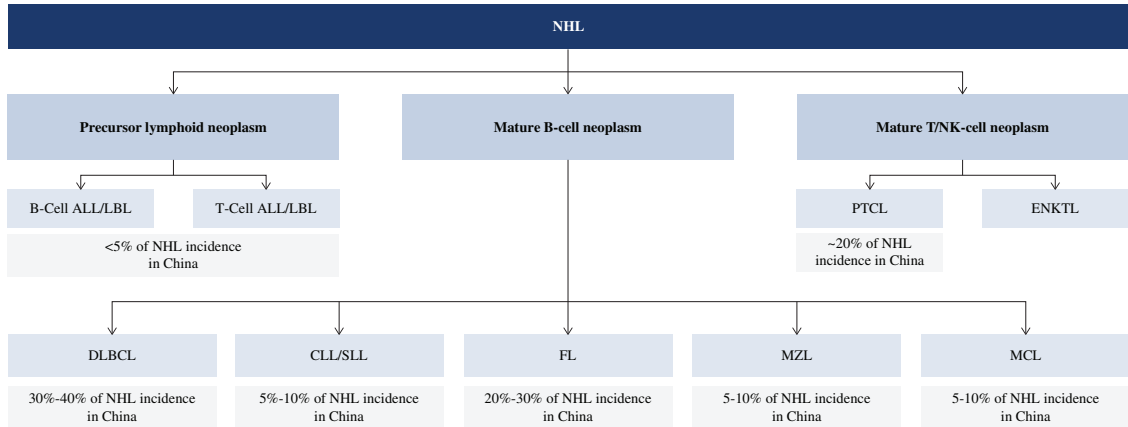 NHL
Precursor lymphoid neoplasm
Mature B-cell neoplasm
Mature T/NK-cell neoplasm
B-Cell ALL/LBL
T-Cell ALL/LBL
PTCL
ENKTL
<5% of NHL incidence
in China
~20% of NHL
incidence in China
DLBCL
CLL/SLL
FL
MZL
MCL
30%-40% of NHL incidence
in China
5%-10% of NHL incidence
in China
20%-30% of NHL incidence
in China
5-10% of NHL incidence
in China
5-10% of NHL incidence
in China